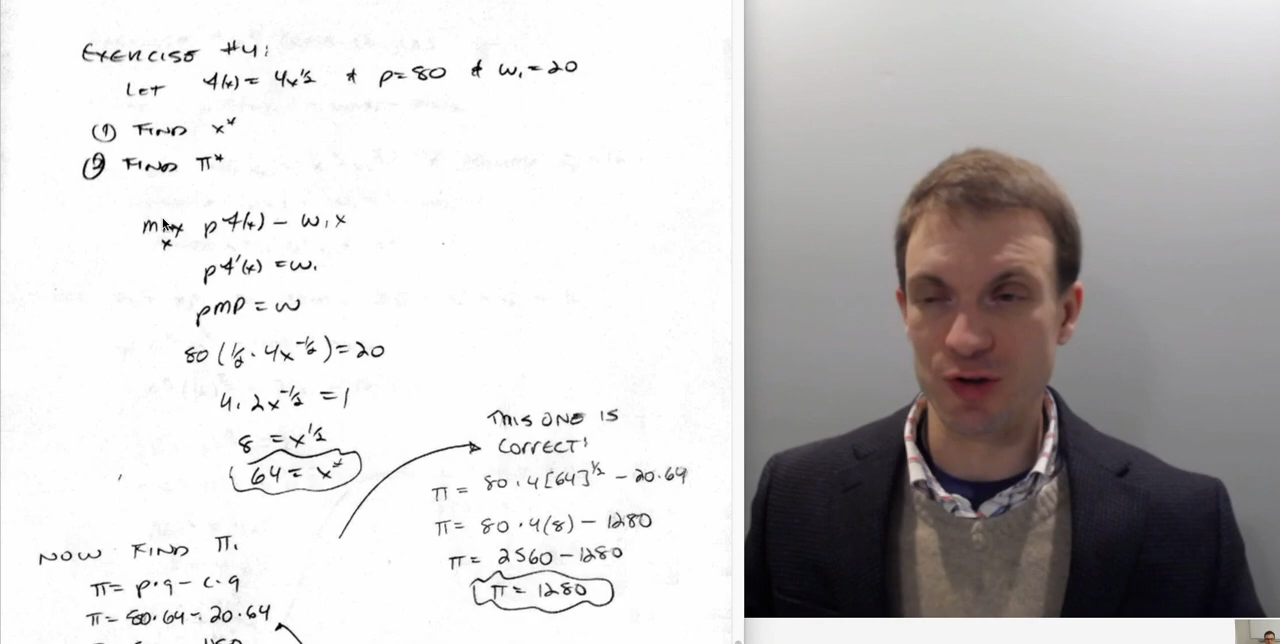 EXERCISE #4:
LET f(x) = 4x^1/2 & p=80 & w₁=20
① FIND x*
② FIND π*
max p f(x) - w₁x
x
p f'(x) = w₁
pMP = w
80(1/2 · 4x^-1/2) = 20
4 · 2x^-1/2 = 1
8 = x^1/2
64 = x*
NOW FIND π.
π = p·q - c·q
π = 80·64 - 20·64
THIS ONE IS
CORRECT!
π = 80·4[64]^1/2 - 20·64
π = 80·4(8) - 1280
π = 2560 - 1280
π = 1280